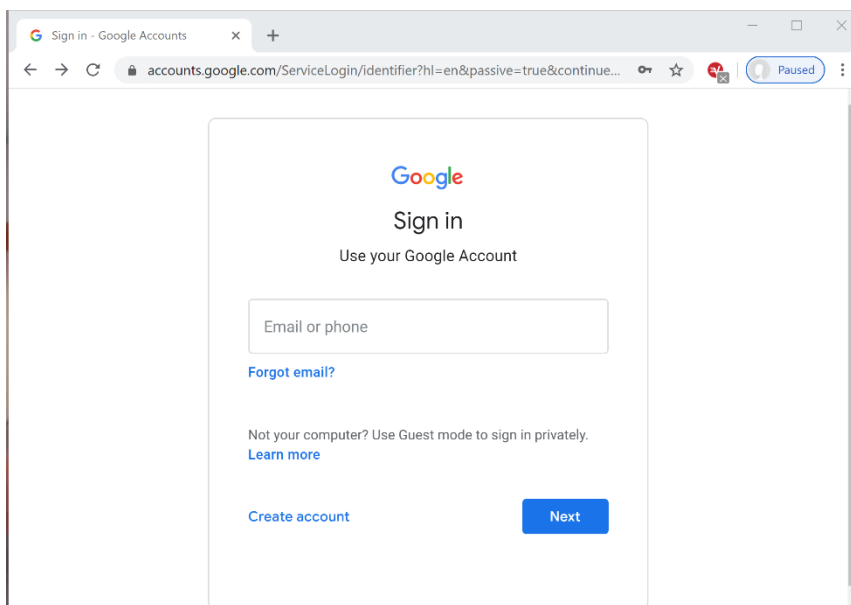 Sign in - Google Accounts
accounts.google.com/ServiceLogin/identifier?hl=en&passive=true&continue... Paused
Google
Sign in
Use your Google Account
Email or phone
Forgot email?
Not your computer? Use Guest mode to sign in privately.
Learn more
Create account Next